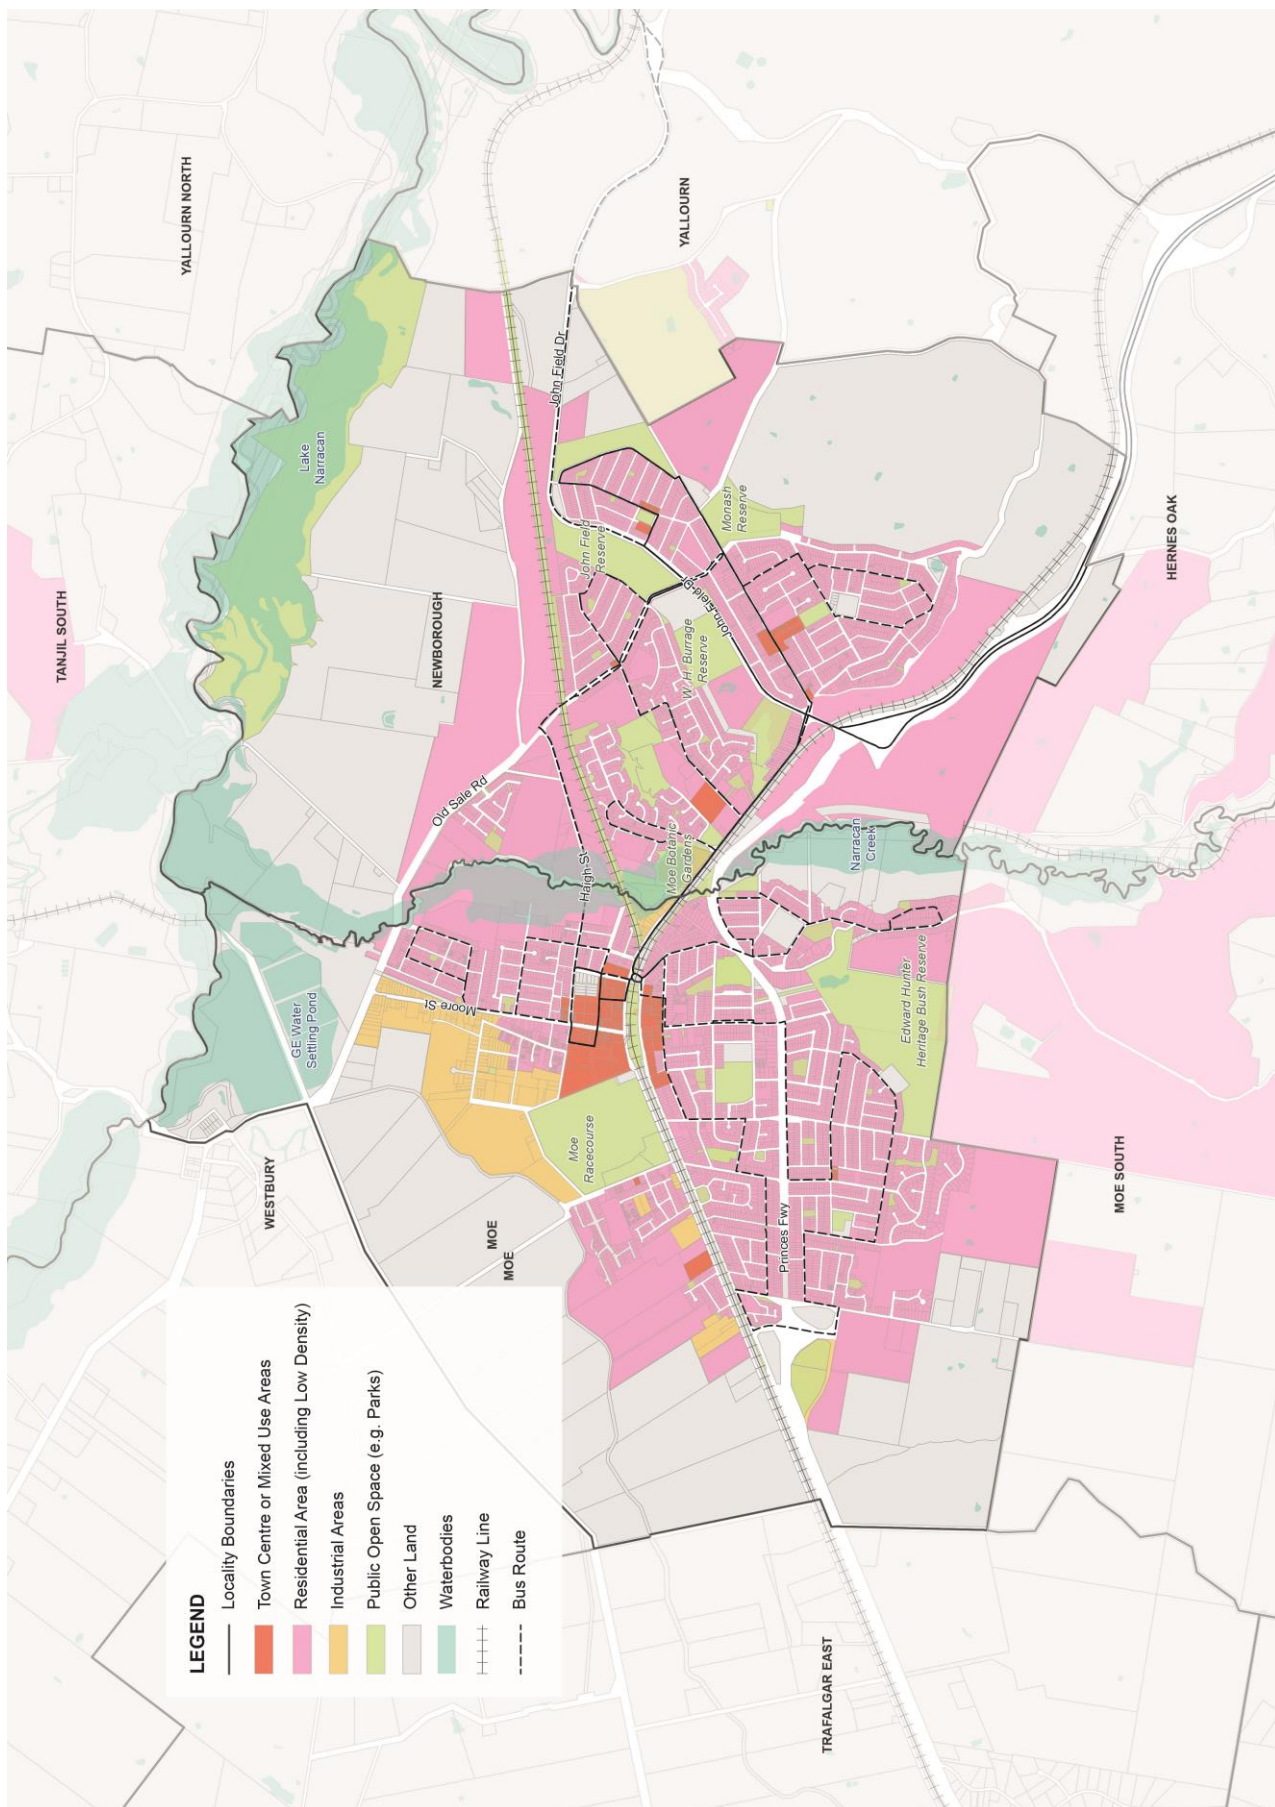 LEGEND
Locality Boundaries
Town Centre or Mixed Use Areas
Residential Area (including Low Density)
Industrial Areas
Public Open Space (e.g. Parks)
Other Land
Waterbodies
Railway Line
Bus Route
TRAFALGAR EAST
WESTBURY
MOE
MOE
Moe
Racecourse
Princes Fwy
MOE SOUTH
GE Water
Settling Pond
Moore St
Edward Hunter
Heritage Bush Reserve
TANJIL SOUTH
Haigh St
Moe Botanic
Gardens
Narracan
Creek
Old Sale Rd
NEWBOROUGH
W. H. Burrage
Reserve
John Field Dr
Lake
Narracan
John Field
Reserve
Monash
Reserve
HERNES OAK
John Field Dr
YALLOURN NORTH
YALLOURN